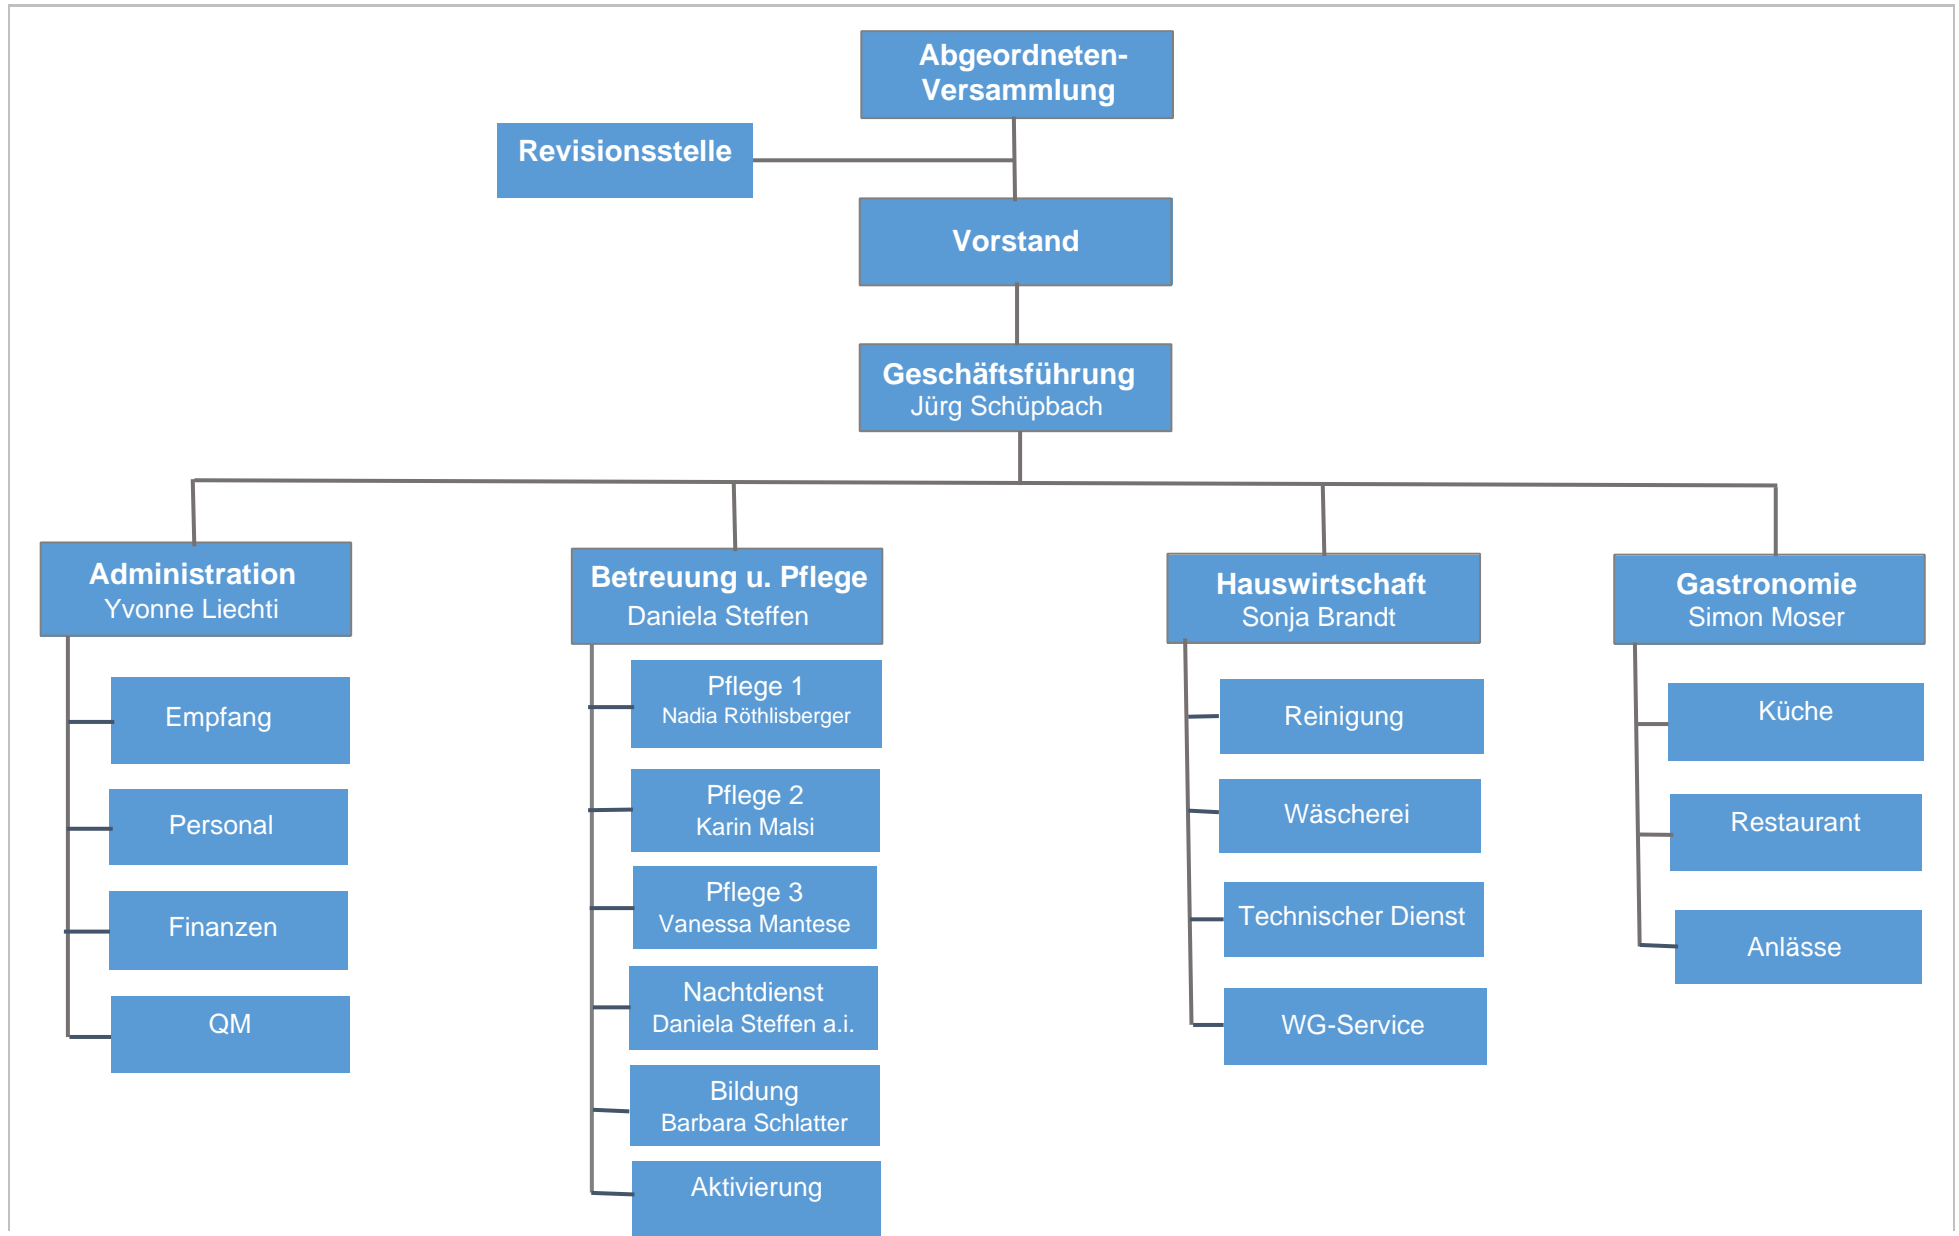 Abgeordneten-
Versammlung
Revisionsstelle
Vorstand
Geschäftsführung
Jürg Schüpbach
Administration
Yvonne Liechti
Empfang
Personal
Finanzen
QM
Betreuung u. Pflege
Daniela Steffen
Pflege 1
Nadia Röthlisberger
Pflege 2
Karin Malsi
Pflege 3
Vanessa Mantese
Nachtdienst
Daniela Steffen a.i.
Bildung
Barbara Schlatter
Aktivierung
Hauswirtschaft
Sonja Brandt
Reinigung
Wäscherei
Technischer Dienst
WG-Service
Gastronomie
Simon Moser
Küche
Restaurant
Anlässe